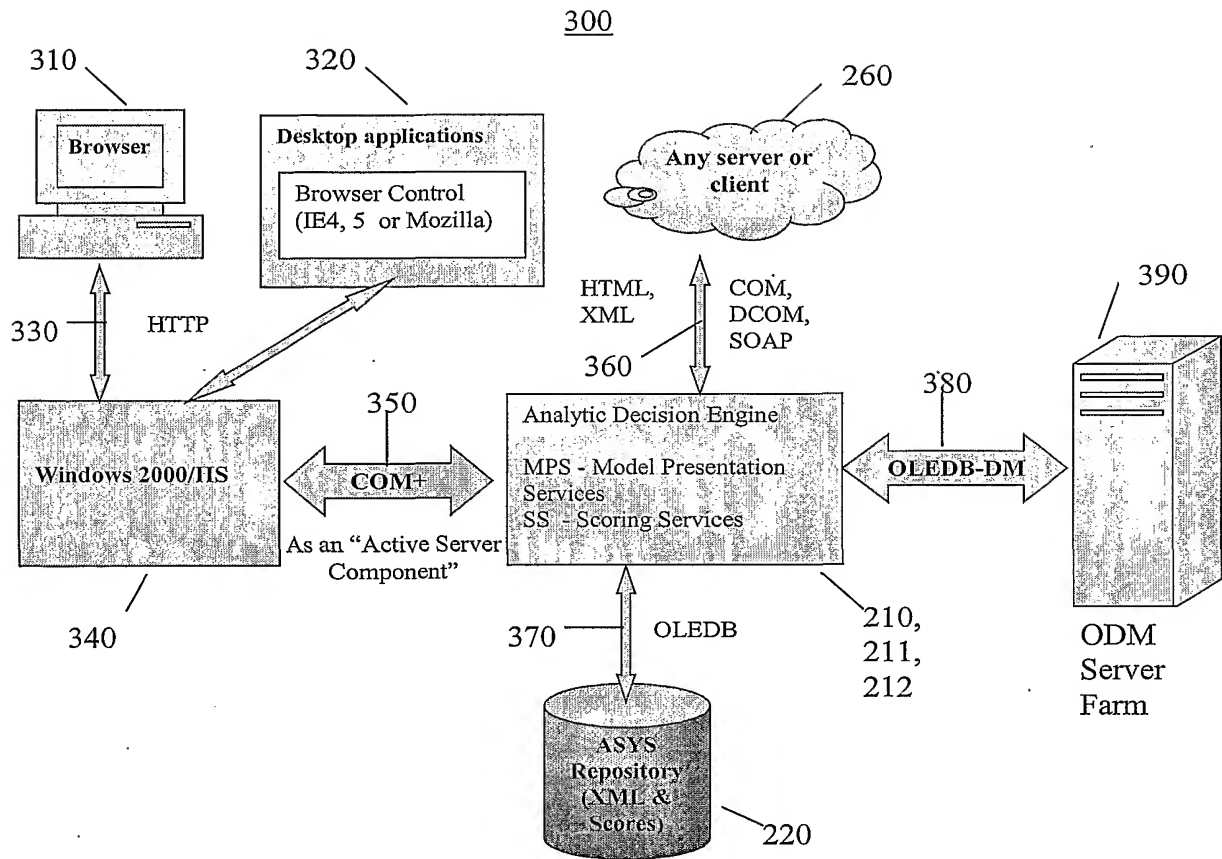 300
310
320
260
Browser
Desktop applications
Browser Control
(IE4, 5 or Mozilla)
Any server or
client
390
330
HTTP
HTML,
XML
COM,
DCOM,
SOAP
360
350
380
Windows 2000/IIS
COM+
Analytic Decision Engine
MPS - Model Presentation
Services
SS - Scoring Services
OLEDB-DM
As an "Active Server
Component"
340
370
OLEDB
210,
211,
212
ODM
Server
Farm
ASYS
Repository
(XML &
Scores)
220